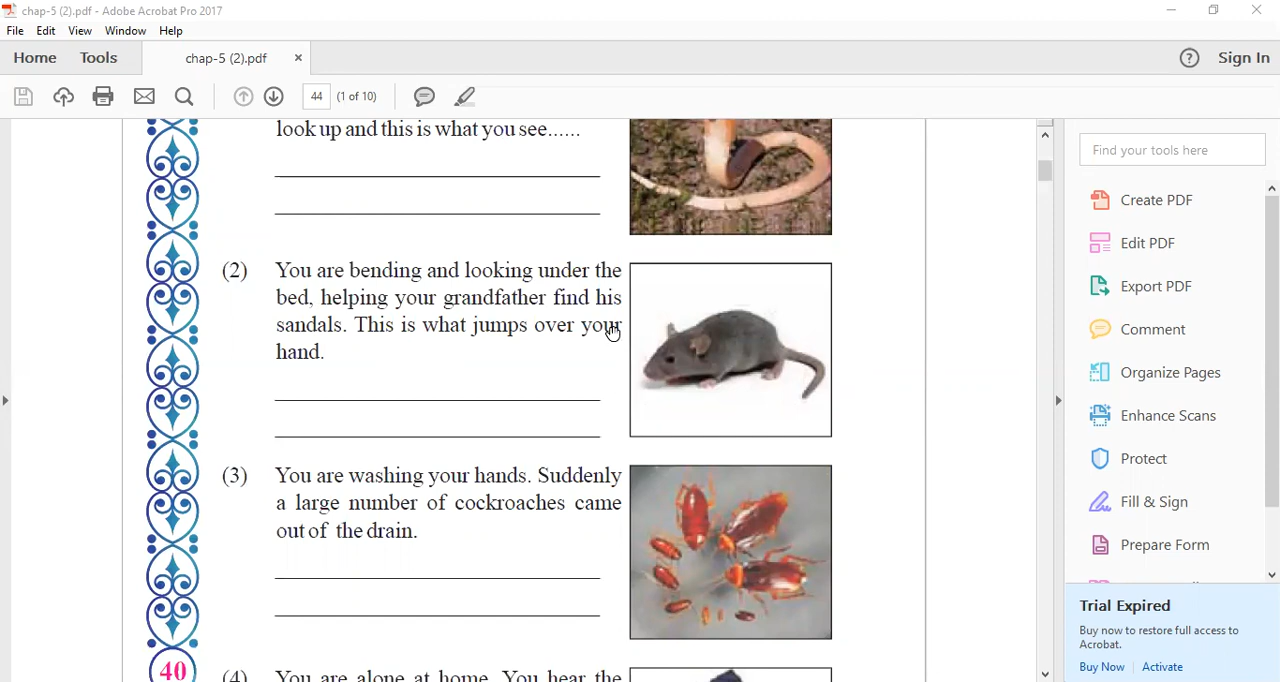 chap-5 (2).pdf - Adobe Acrobat Pro 2017
File Edit View Window Help
Home Tools chap-5 (2).pdf × ? Sign In
44 (1 of 10)
look up and this is what you see......
(2) You are bending and looking under the
bed, helping your grandfather find his
sandals. This is what jumps over your
hand.
(3) You are washing your hands. Suddenly
a large number of cockroaches came
out of the drain.
40
(4) You are alone at home. You hear the
Find your tools here
Create PDF
Edit PDF
Export PDF
Comment
Organize Pages
Enhance Scans
Protect
Fill & Sign
Prepare Form
Trial Expired
Buy now to restore full access to
Acrobat.
Buy Now | Activate